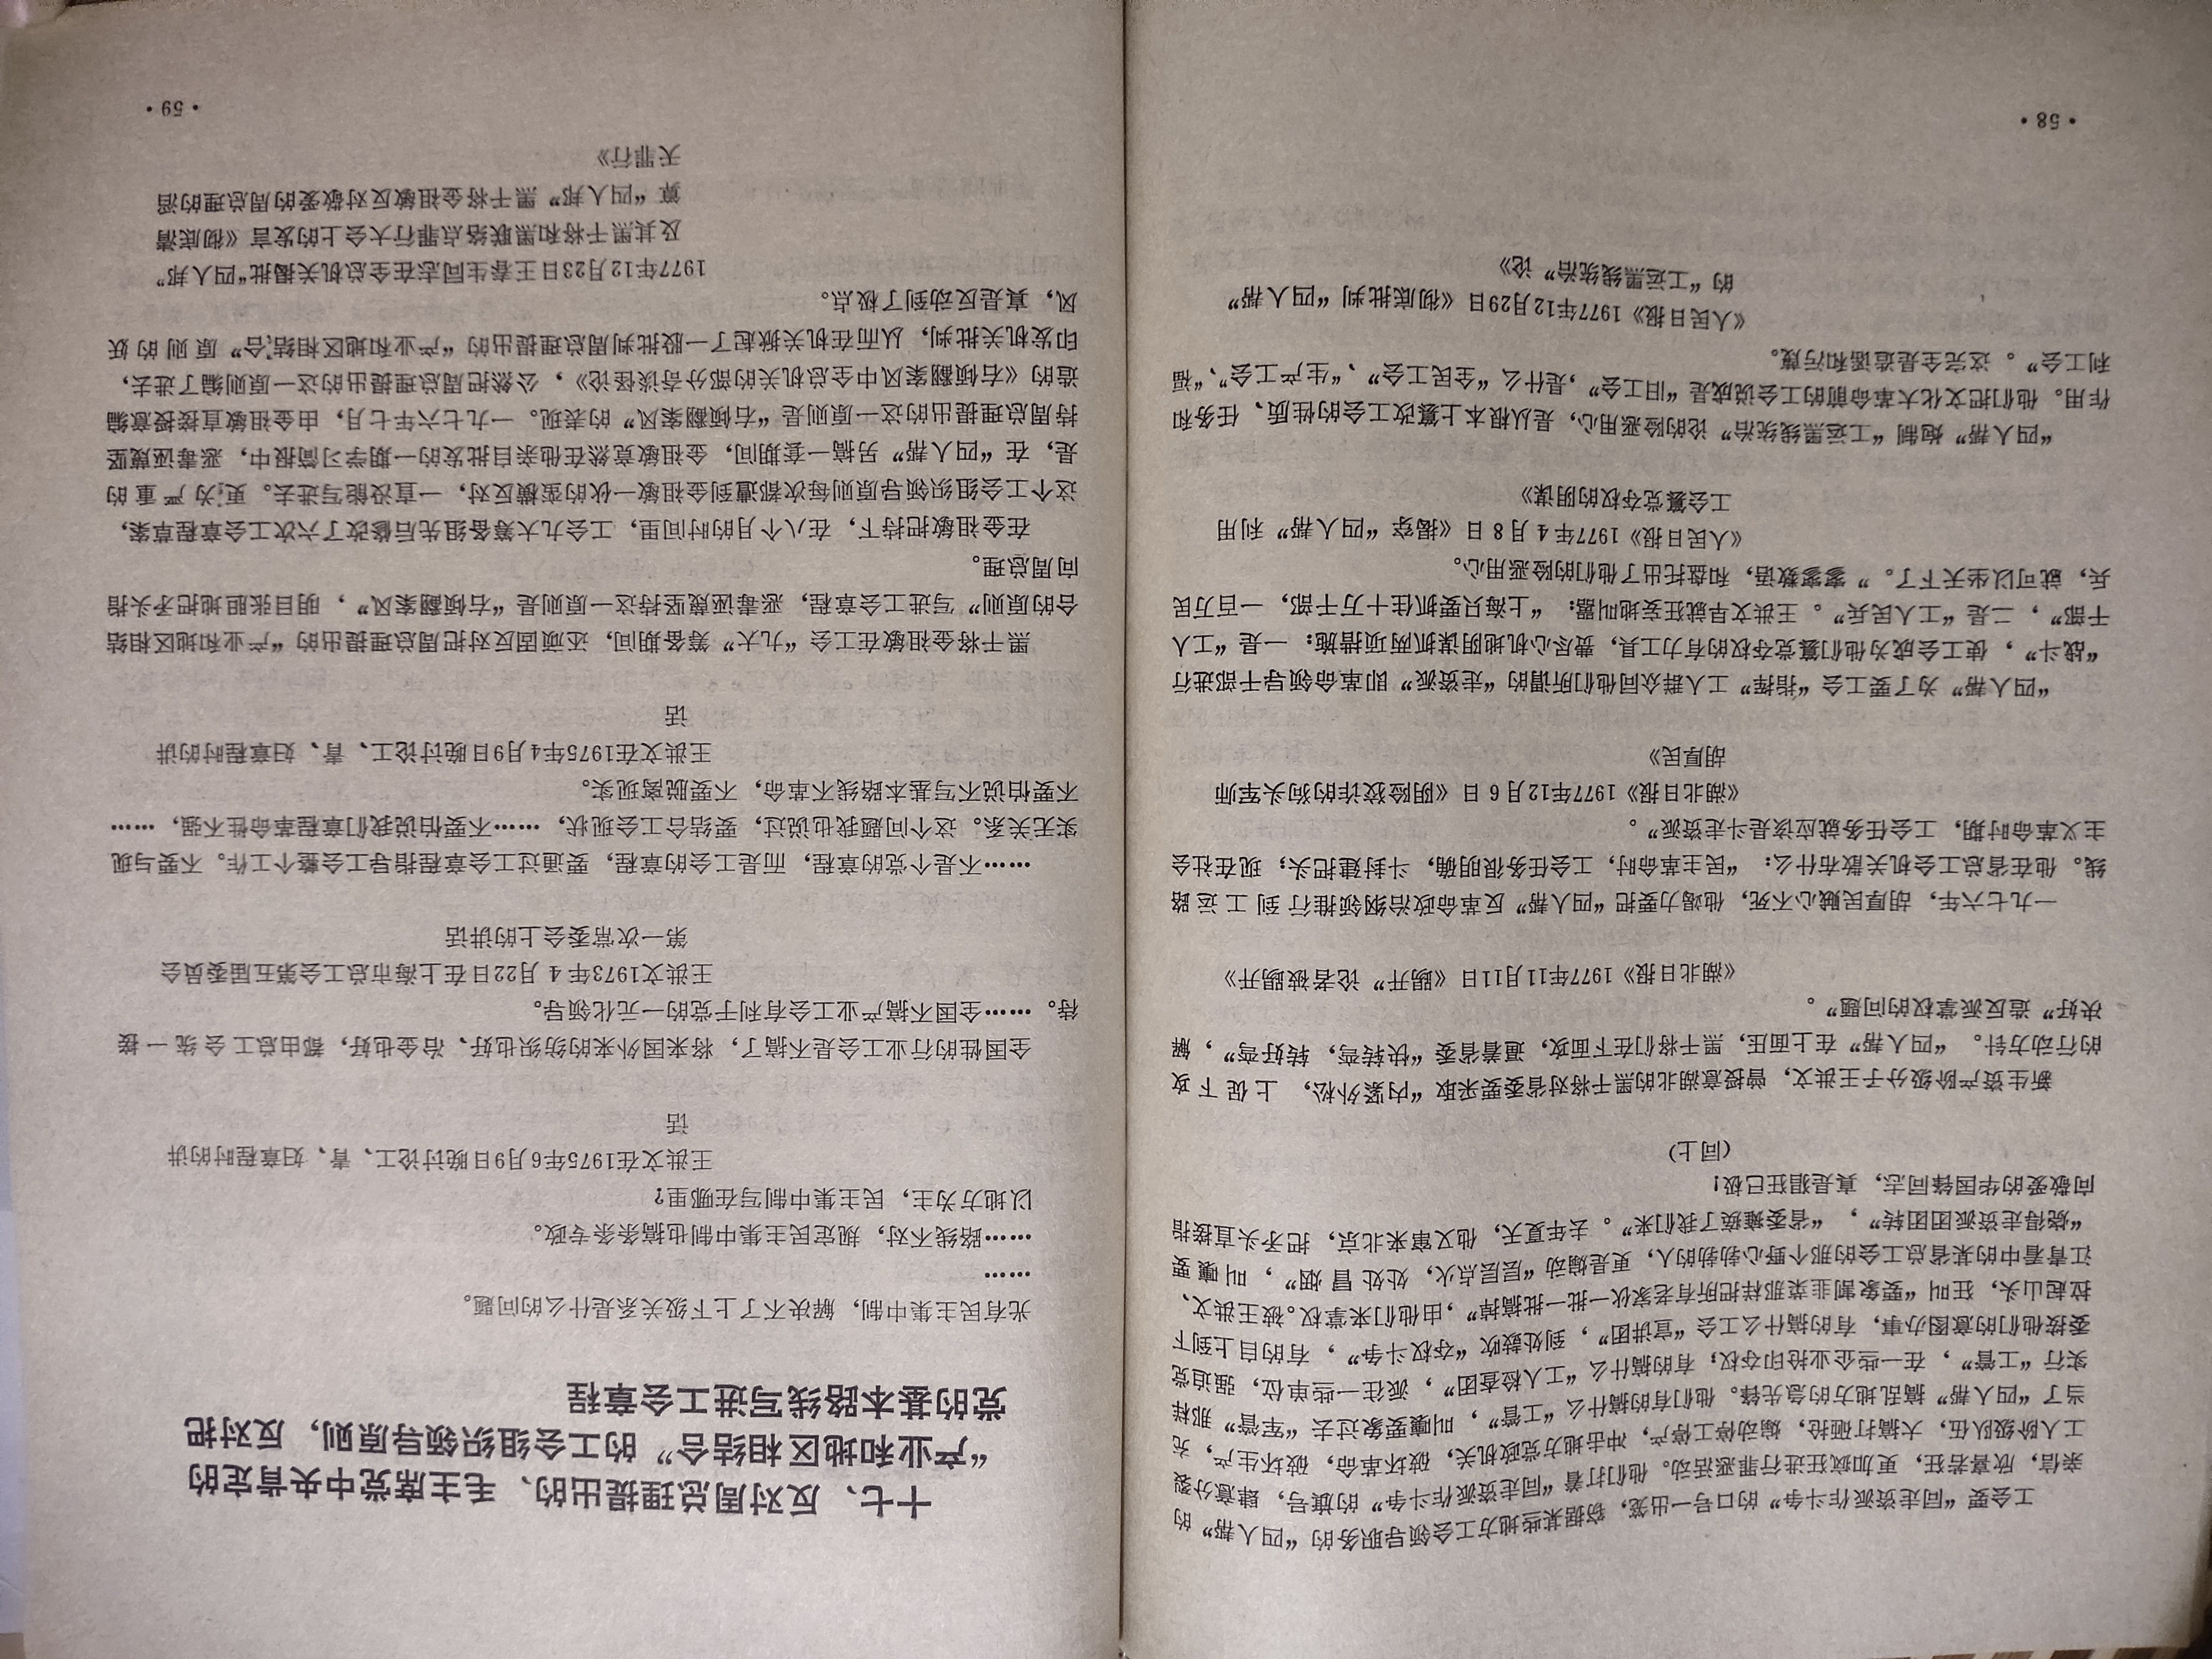 工会要“同走资派作斗争”的口号一出笼，窃据某些地方工会领导职务的“四人帮”的
亲信，欣喜若狂，更加疯狂进行罪恶活动。他们打着“同走资派作斗争”的旗号，肆意分裂
工人阶级队伍，大搞打砸抢，煽动停工停产，冲击地方党政机关，破坏革命，破坏生产，充
当了“四人帮”搞乱地方的急先锋。他们有的搞什么“工管”，叫嚷要象过去“军管”那样
实行“工管”，在一些企业抢印夺权；有的搞什么“工人检查团”，派往一些单位，强迫党
委按他们的意图办事，有的搞什么工会“宣讲团”，到处鼓吹“夺权斗争”，有的自上到下
拉起山头，狂叫“要象割韭菜那样把所有老家伙一批一批搞掉”，由他们来掌权。被王洪文、
江青看中的某省总工会的那个野心勃勃的人，更是煽动“层层点火，处处冒烟”，叫嚷要
“烧得走资派团团转”，“省委瘫痪了我们来”。去年夏天，他又窜来北京，把矛头直接指
向敬爱的华国锋同志，真是猖狂已极！
（同上）
新生资产阶级分子王洪文，曾授意湖北的黑干将对省委要采取“内紧外松，上促下攻
的行动方针。“四人帮”在上面压，黑干将们在下面攻，逼着省委“快转弯，转好弯”，解
决好“造反派掌权的问题”。
《湖北日报》1977年11月11日《踢开“论者被踢开》
一九七六年，胡厚民贼心不死，他竭力要把“四人帮”反革命政治纲领推行到工运路
线。他在省总工会机关散布什么：“民主革命时，工会任务很明确，斗封建把头；现在社会
主义革命时期，工会任务就应该是斗走资派”。
《湖北日报》1977年12月6日《阴险狡诈的狗头军师
胡厚民》
“四人帮”为了要工会“指挥”工人群众同他们所谓的“走资派”即革命领导干部进行
“战斗”，使工会成为他们篡党夺权的有力工具，费尽心机地阴谋抓两项措施：一是“工人
干部”，二是“工人民兵”。王洪文早就狂妄地叫嚣：“上海只要抓住十万干部，一百万民
兵，就可以坐天下了。”寥寥数语，和盘托出了他们的险恶用心。
《人民日报》1977年4月8日《揭穿“四人帮”利用
工会篡党夺权的阴谋》
“四人帮”炮制“工运黑线统治”论的险恶用心，是从根本上篡改工会的性质、任务和
作用。他们把文化大革命前的工会说成是“旧工会”，是什么“全民工会”、“生产工会”、“福
利工会”。这完全是造谣和污蔑。
《人民日报》1977年12月29日《彻底批判“四人帮”
的“工运黑线统治”论》
· 58 ·
十七、反对周总理提出的、毛主席党中央肯定的
“产业和地区相结合”的工会组织领导原则，反对把
党的基本路线写进工会章程
光有民主集中制，解决不了上下级关系是什么的问题。
……
……路线不对，规定民主集中制也搞条条专政。
以地方为主，民主集中制写在哪里？
王洪文在1975年6月9日晚讨论工、青、妇章程时的讲
话
全国性的行业工会是不搞了，将来国外来的纺织也好、冶金也好，都由总工会统一接
待。……全国不搞产业工会有利于党的一元化领导。
王洪文1973年4月22日在上海市总工会第五届委员会
第一次常委会上的讲话
……不是个党的章程，而是工会的章程，要通过工会章程指导工会整个工作。不要与现
实无关系。这个问题我也说过，要结合工会现状，……不要怕说我们章程革命性不强，……
不要怕说不写基本路线不革命，不要脱离现实。
王洪文在1975年4月9日晚讨论工、青、妇章程时的讲
话
黑干将金祖敏在工会“九大”筹备期间，还顽固反对把周总理提出的“产业和地区相结
合的原则”写进工会章程，恶毒诬蔑坚持这一原则是“右倾翻案风”，明目张胆地把矛头指
向周总理。
在金祖敏把持下，在八个月的时间里，工会九大筹备组先后修改了六次工会章程草案，
这个工会组织领导原则每次都遭到金祖敏一伙的蛮横反对，一直没能写进去。更为严重的
是，在“四人帮”另搞一套期间，金祖敏竟然在他亲自批发的一期学习简报中，恶毒诬蔑坚
持周总理提出的这一原则是“右倾翻案风”的表现。一九七六年七月，由金祖敏直接授意编
造的《右倾翻案风中全总机关的部分奇谈怪论》，公然把周总理提出的这一原则编了进去，
印发机关批判，从而在机关掀起了一股批判周总理提出的“产业和地区相结合”原则的妖
风，真是反动到了极点。
1977年12月23日王春生同志在全总机关揭批“四人帮”
及其黑干将和黑联络总罪行大会上的发言《彻底清
算“四人帮”黑干将金祖敏反对敬爱的周总理的滔
天罪行》
· 59 ·